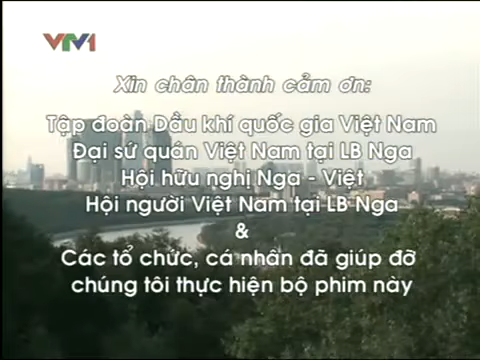 VTV1
Xin chân thành cảm ơn:
Tập đoàn Dầu khí quốc gia Việt Nam
Đại sứ quán Việt Nam tại LB Nga
Hội hữu nghị Nga - Việt
Hội người Việt Nam tại LB Nga
&
Các tổ chức, cá nhân đã giúp đỡ
chúng tôi thực hiện bộ phim này